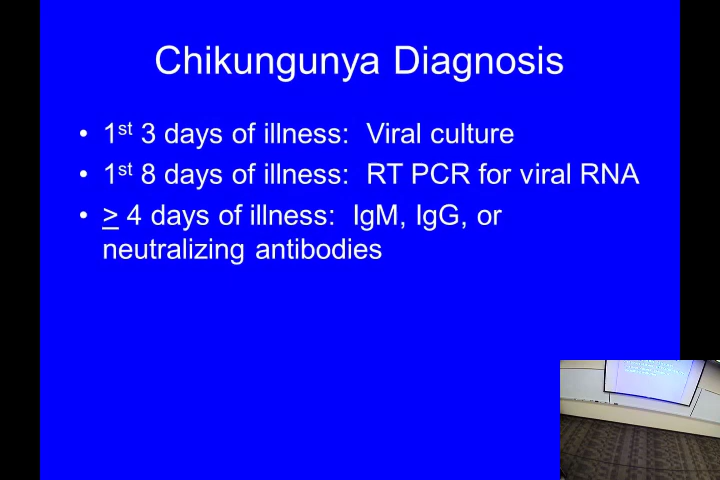 Chikungunya Diagnosis
• 1st 3 days of illness:  Viral culture
• 1st 8 days of illness:  RT PCR for viral RNA
• ≥ 4 days of illness:  IgM, IgG, or
neutralizing antibodies